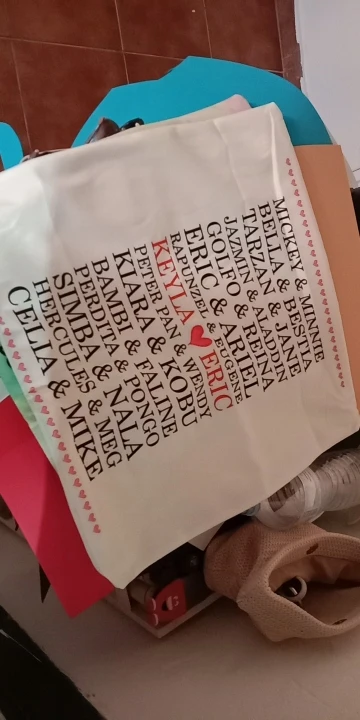 MICKEY & MINNIE
BELLA & BESTIA
TARZAN & JANE
JAZMIN & ALADDIN
GOLFO & REINA
ERIC & ARIEL
RAPUNZEL & EUGENE
KEYLA ❤ ERIC
PETER PAN & WENDY
KIARA & KOBU
BAMBI & FALINE
PERDITA & PONGO
SIMBA & NALA
HERCULES & MEG
CELIA & MIKE